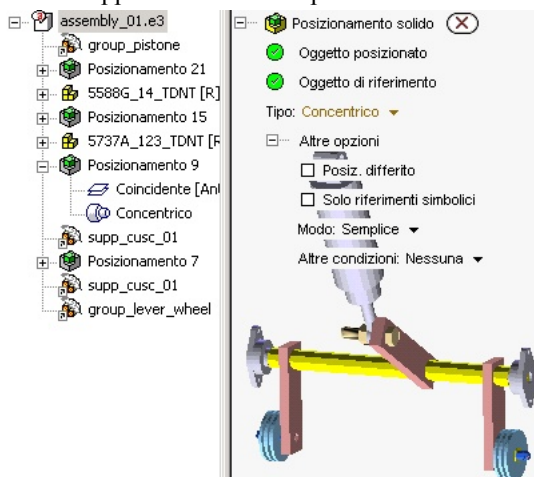 assembly_01.e3
group_pistone
Posizionamento 21
5588G_14_TDNT [R]
Posizionamento 15
5737A_123_TDNT [R
Posizionamento 9
Coincidente [An
Concentrico
supp_cusc_01
Posizionamento 7
supp_cusc_01
group_lever_wheel
Posizionamento solido
Oggetto posizionato
Oggetto di riferimento
Tipo: Concentrico
Altre opzioni
Posiz. differito
Solo riferimenti simbolici
Modo: Semplice
Altre condizioni: Nessuna